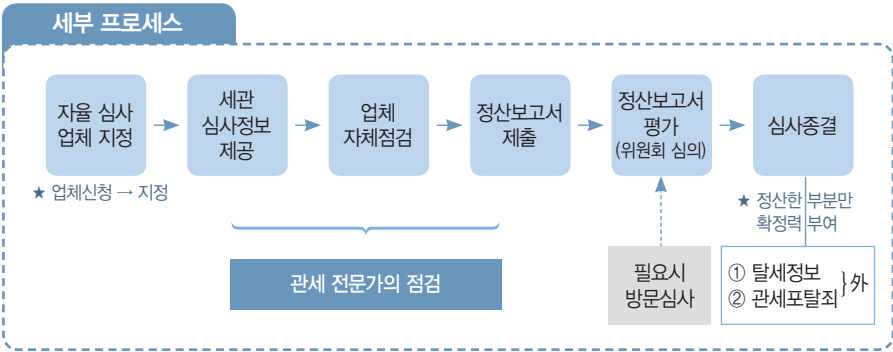 세부 프로세스
자율 심사
업체 지정
세관
심사정보
제공
업체
자체점검
정산보고서
제출
정산보고서
평가
(위원회 심의)
심사종결
★ 업체신청 → 지정
★ 정산한 부분만
확정력 부여
관세 전문가의 점검
필요시
방문심사
① 탈세정보
② 관세포탈죄
} 外